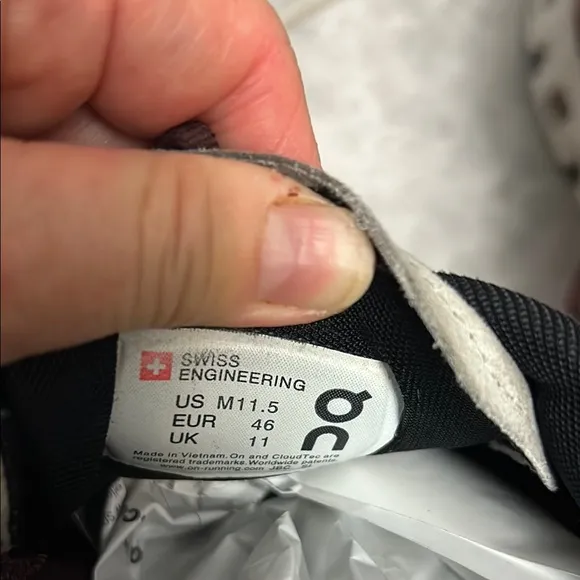 SWISS
ENGINEERING
US M11.5
EUR 46
UK 11
On
Made in Vietnam. On and CloudTec are
registered trademarks. Worldwide patents.
www.on-running.com JBC